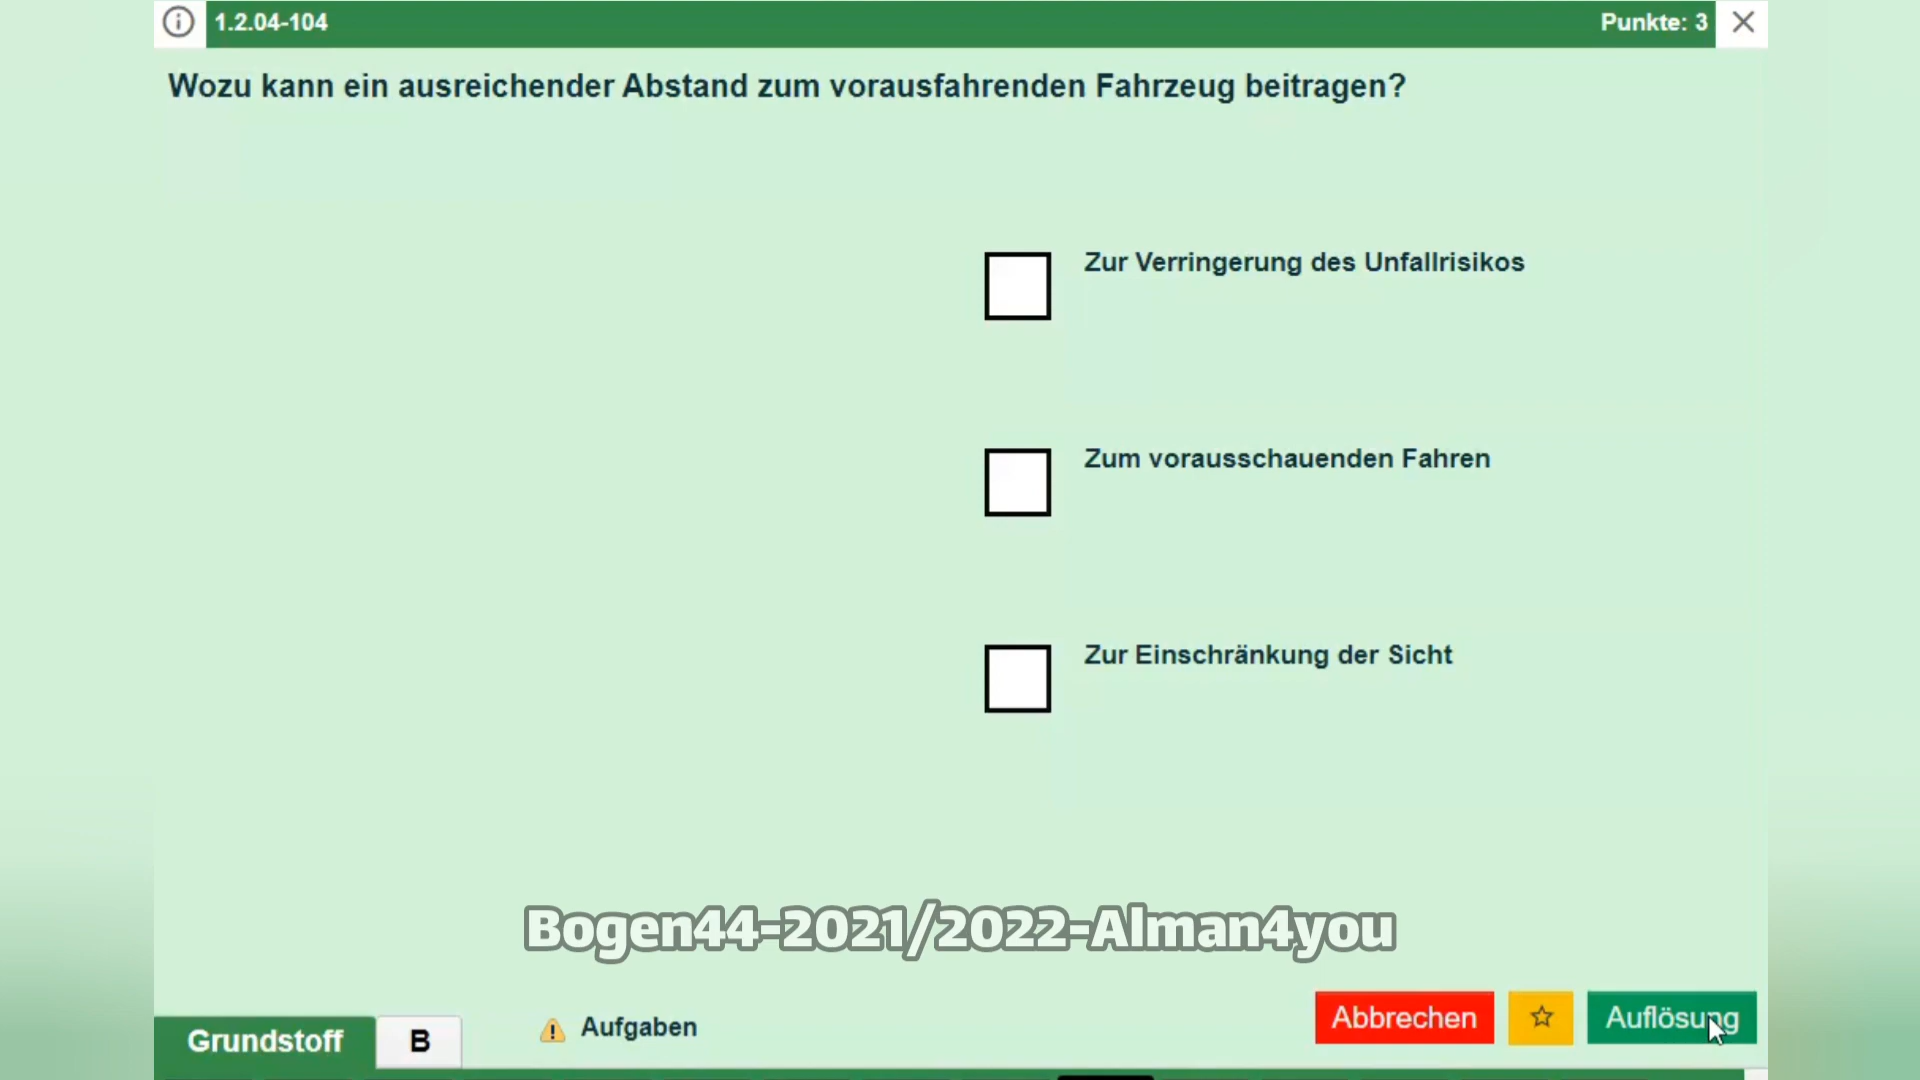 1.2.04-104
Punkte: 3
Wozu kann ein ausreichender Abstand zum vorausfahrenden Fahrzeug beitragen?
Zur Verringerung des Unfallrisikos
Zum vorausschauenden Fahren
Zur Einschränkung der Sicht
Bogen44-2021/2022-Alman4you
Grundstoff
B
Aufgaben
Abbrechen
Auflösung